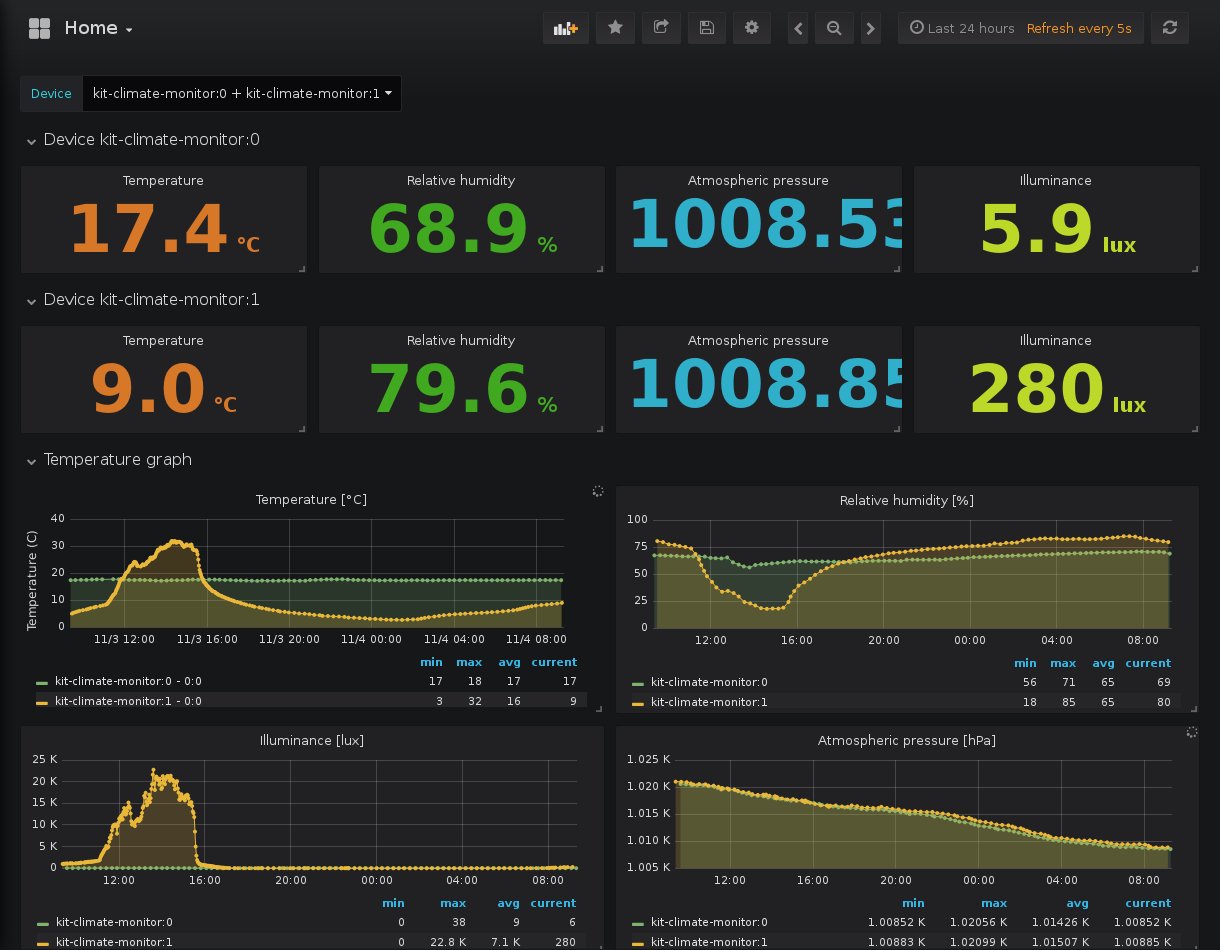 Home
Last 24 hours Refresh every 5s
Device kit-climate-monitor:0 + kit-climate-monitor:1
Device kit-climate-monitor:0
Temperature Relative humidity Atmospheric pressure Illuminance
17.4 °C 68.9 % 1008.53 5.9 lux
Device kit-climate-monitor:1
Temperature Relative humidity Atmospheric pressure Illuminance
9.0 °C 79.6 % 1008.85 280 lux
Temperature graph
Temperature [°C]
Temperature (C)
40
30
20
10
0
11/3 12:00 11/3 16:00 11/3 20:00 11/4 00:00 11/4 04:00 11/4 08:00
min max avg current
kit-climate-monitor:0 - 0:0 17 18 17 17
kit-climate-monitor:1 - 0:0 3 32 16 9
Relative humidity [%]
100
75
50
25
0
12:00 16:00 20:00 00:00 04:00 08:00
min max avg current
kit-climate-monitor:0 56 71 65 69
kit-climate-monitor:1 18 85 65 80
Illuminance [lux]
25 K
20 K
15 K
10 K
5 K
0
12:00 16:00 20:00 00:00 04:00 08:00
min max avg current
kit-climate-monitor:0 0 38 9 6
kit-climate-monitor:1 0 22.8 K 7.1 K 280
Atmospheric pressure [hPa]
1.025 K
1.020 K
1.015 K
1.010 K
1.005 K
12:00 16:00 20:00 00:00 04:00 08:00
min max avg current
kit-climate-monitor:0 1.00852 K 1.02056 K 1.01426 K 1.00852 K
kit-climate-monitor:1 1.00883 K 1.02099 K 1.01507 K 1.00885 K